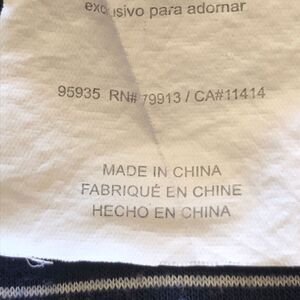 exclusivo para adornar
95935 RN# 79913 / CA#11414
MADE IN CHINA
FABRIQUÉ EN CHINE
HECHO EN CHINA